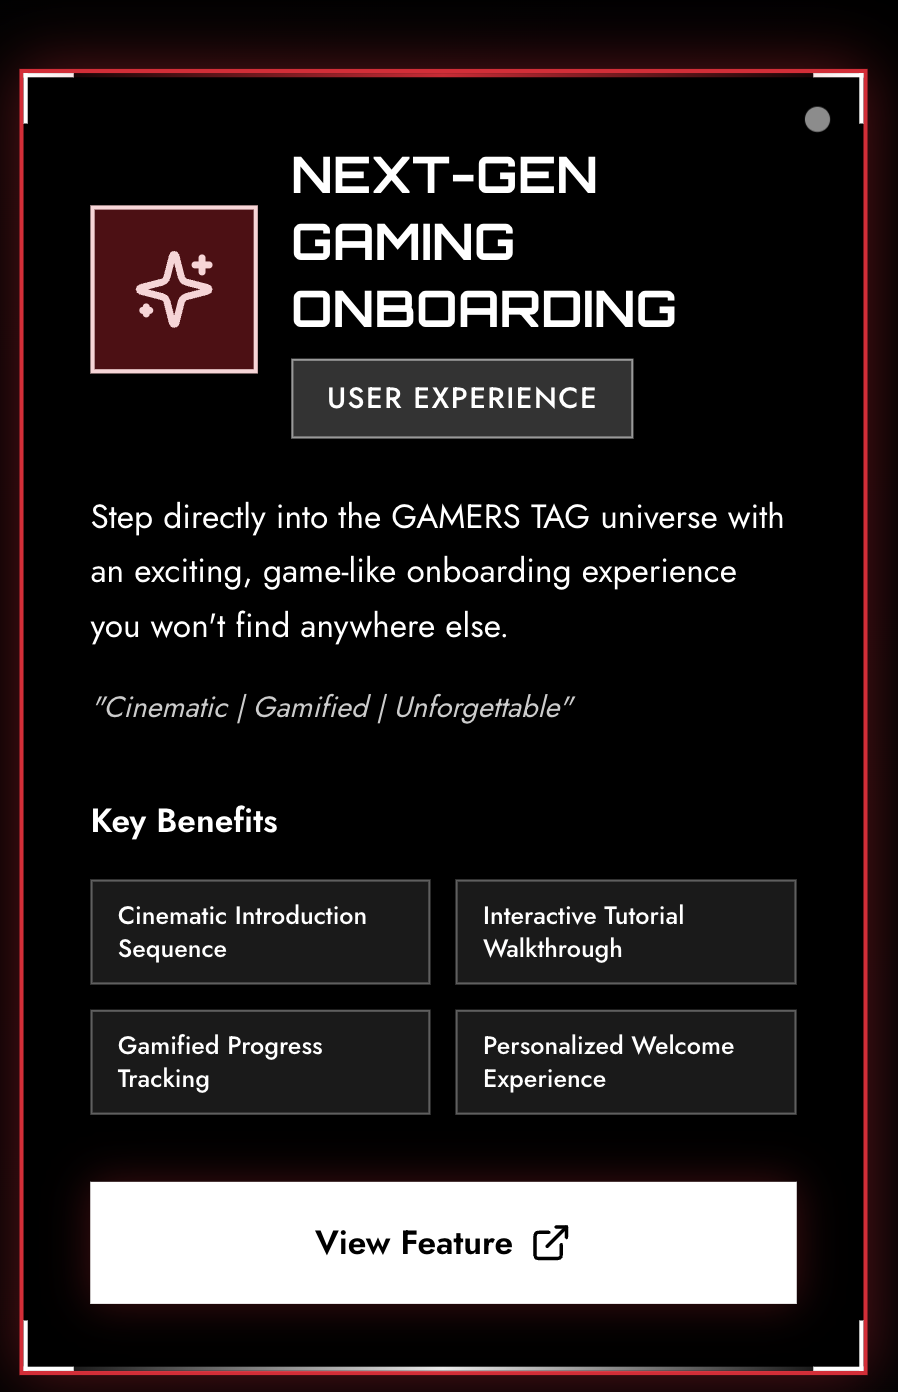 NEXT-GEN
GAMING
ONBOARDING
USER EXPERIENCE
Step directly into the GAMERS TAG universe with
an exciting, game-like onboarding experience
you won't find anywhere else.
"Cinematic | Gamified | Unforgettable"
Key Benefits
Cinematic Introduction
Sequence
Interactive Tutorial
Walkthrough
Gamified Progress
Tracking
Personalized Welcome
Experience
View Feature